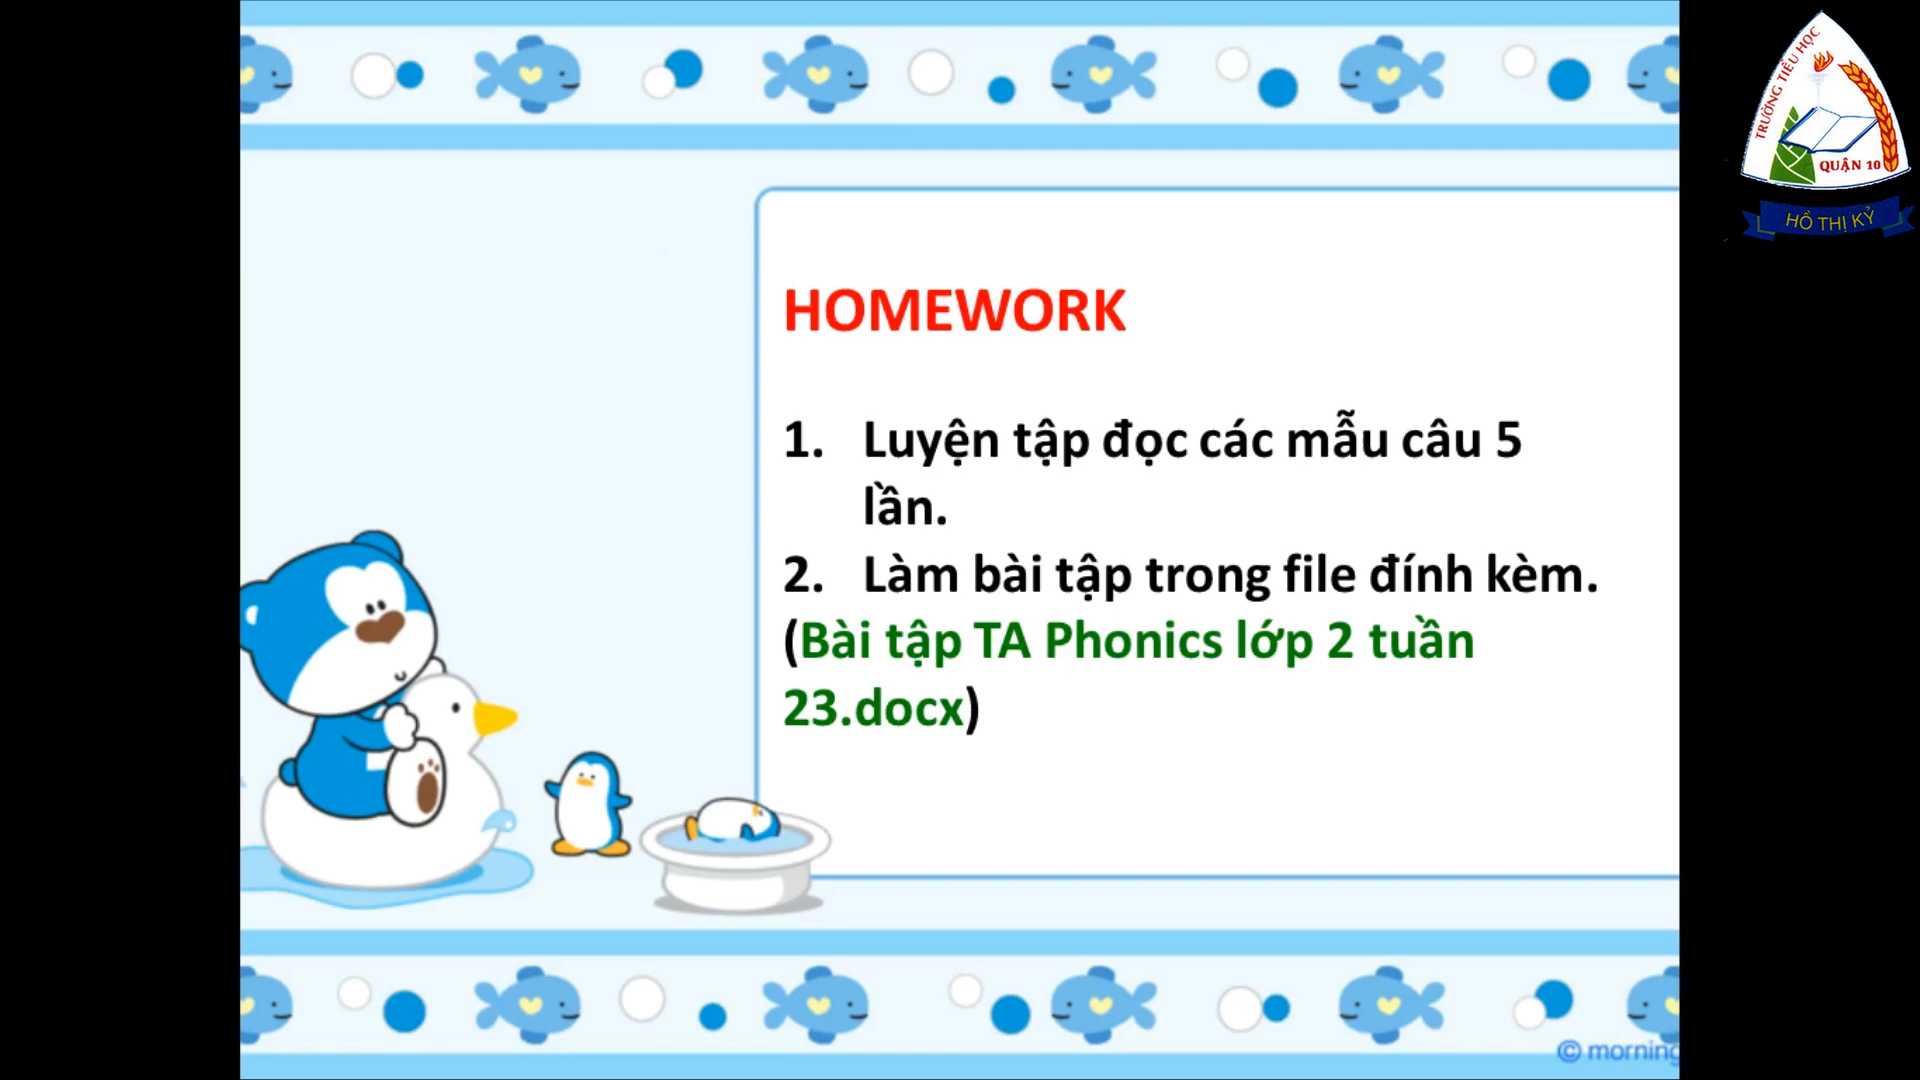 TRƯỜNG TIỂU HỌC
QUẬN 10
HỒ THỊ KỶ
HOMEWORK
1. Luyện tập đọc các mẫu câu 5
lần.
2. Làm bài tập trong file đính kèm.
(Bài tập TA Phonics lớp 2 tuần
23.docx)
© morning